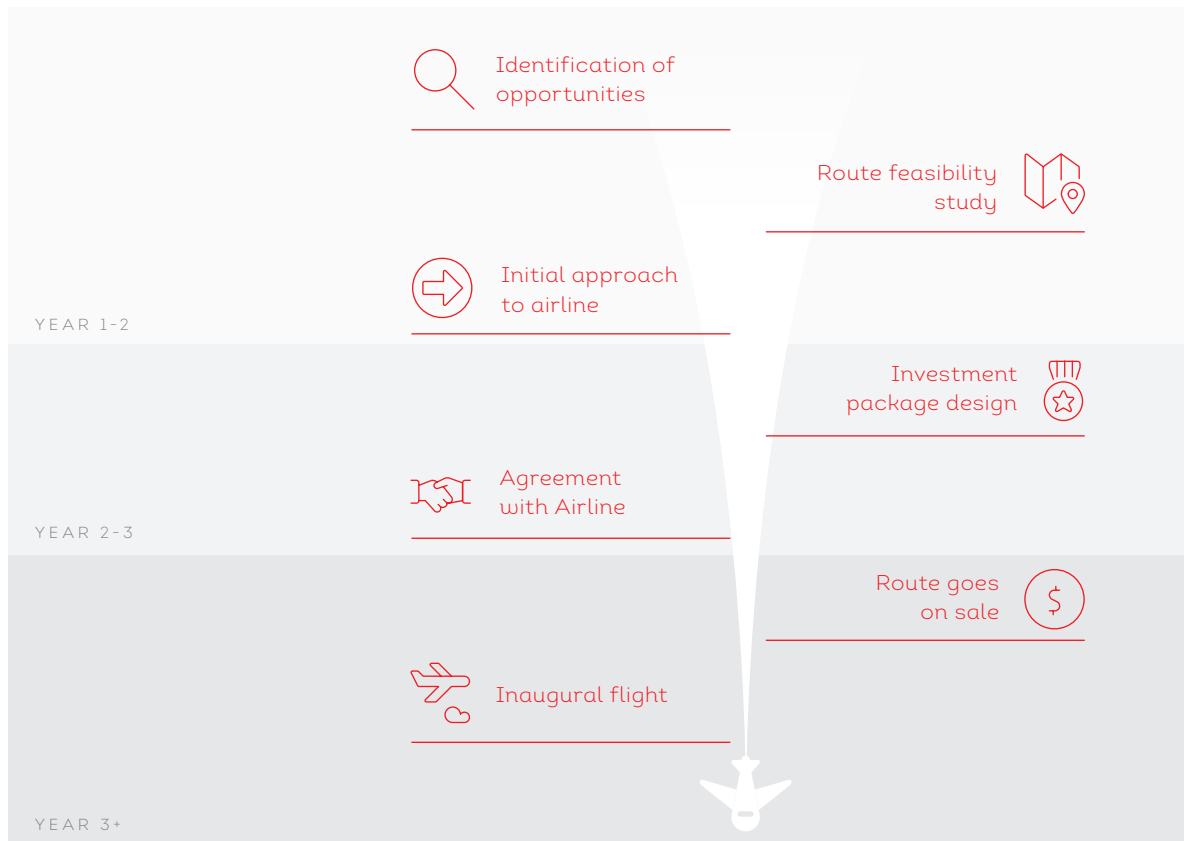 Identification of
opportunities
Route feasibility
study
Initial approach
to airline
YEAR 1-2
Investment
package design
Agreement
with Airline
YEAR 2-3
Route goes
on sale
$
Inaugural flight
YEAR 3+